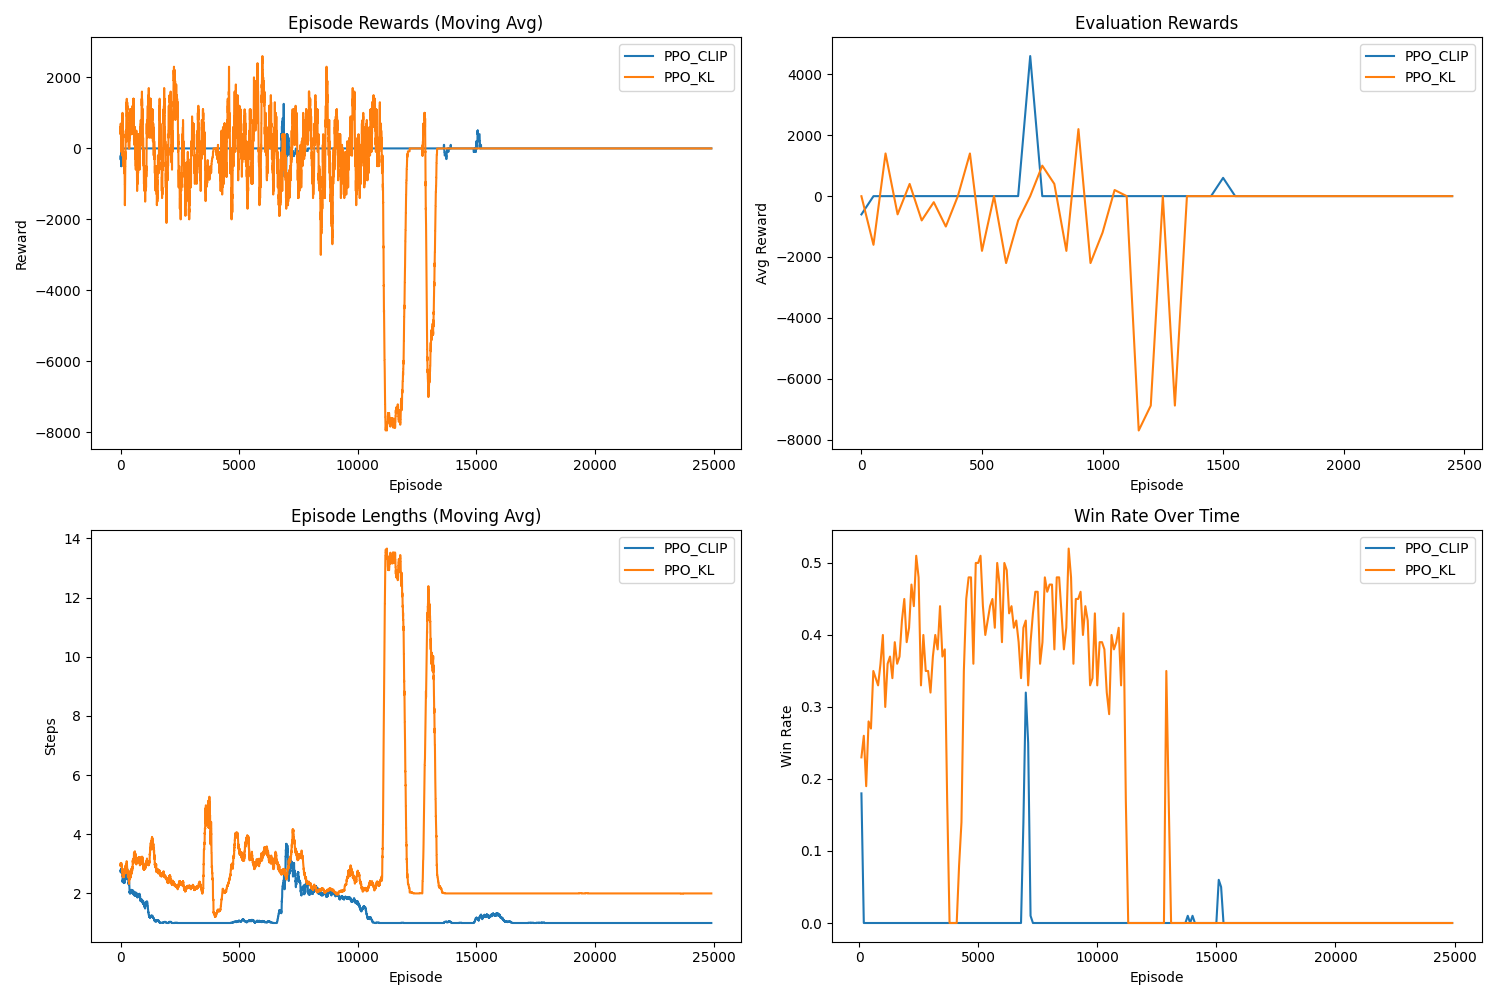 Episode Rewards (Moving Avg)
PPO_CLIP
PPO_KL
2000
0
−2000
−4000
−6000
−8000
Reward
0
5000
10000
15000
20000
25000
Episode
Evaluation Rewards
PPO_CLIP
PPO_KL
4000
2000
0
−2000
−4000
−6000
−8000
Avg Reward
0
500
1000
1500
2000
2500
Episode
Episode Lengths (Moving Avg)
PPO_CLIP
PPO_KL
14
12
10
8
6
4
2
Steps
0
5000
10000
15000
20000
25000
Episode
Win Rate Over Time
PPO_CLIP
PPO_KL
0.5
0.4
0.3
0.2
0.1
0.0
Win Rate
0
5000
10000
15000
20000
25000
Episode